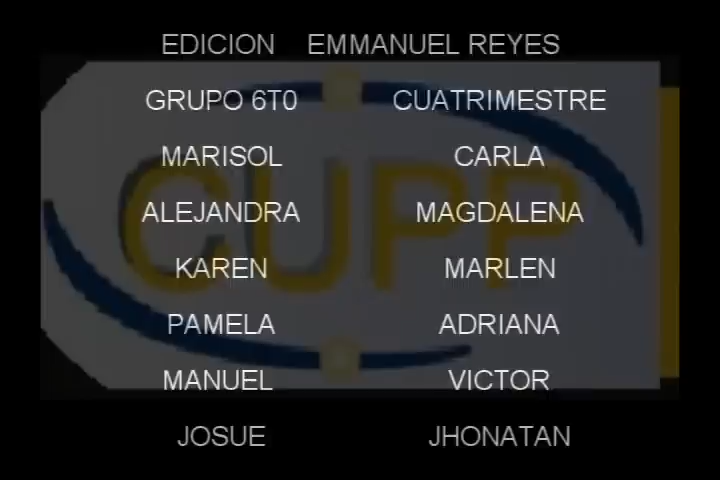 EDICION EMMANUEL REYES
GRUPO 6T0 CUATRIMESTRE
MARISOL CARLA
ALEJANDRA MAGDALENA
KAREN MARLEN
PAMELA ADRIANA
MANUEL VICTOR
JOSUE JHONATAN
CUPP